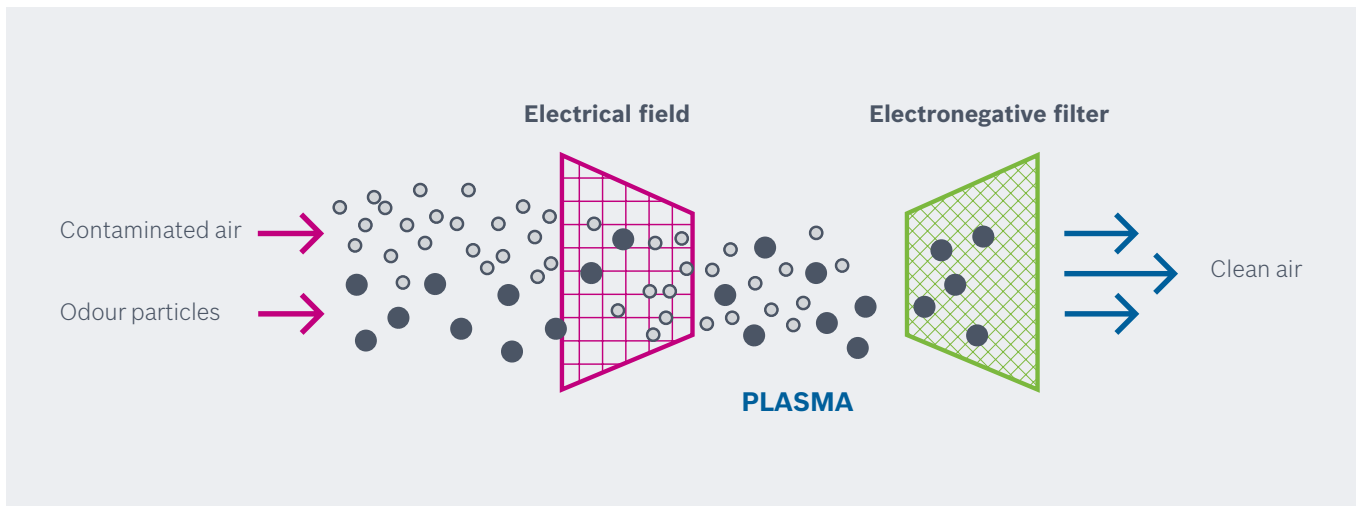 Electrical field
Electronegative filter
Contaminated air
Odour particles
Clean air
PLASMA